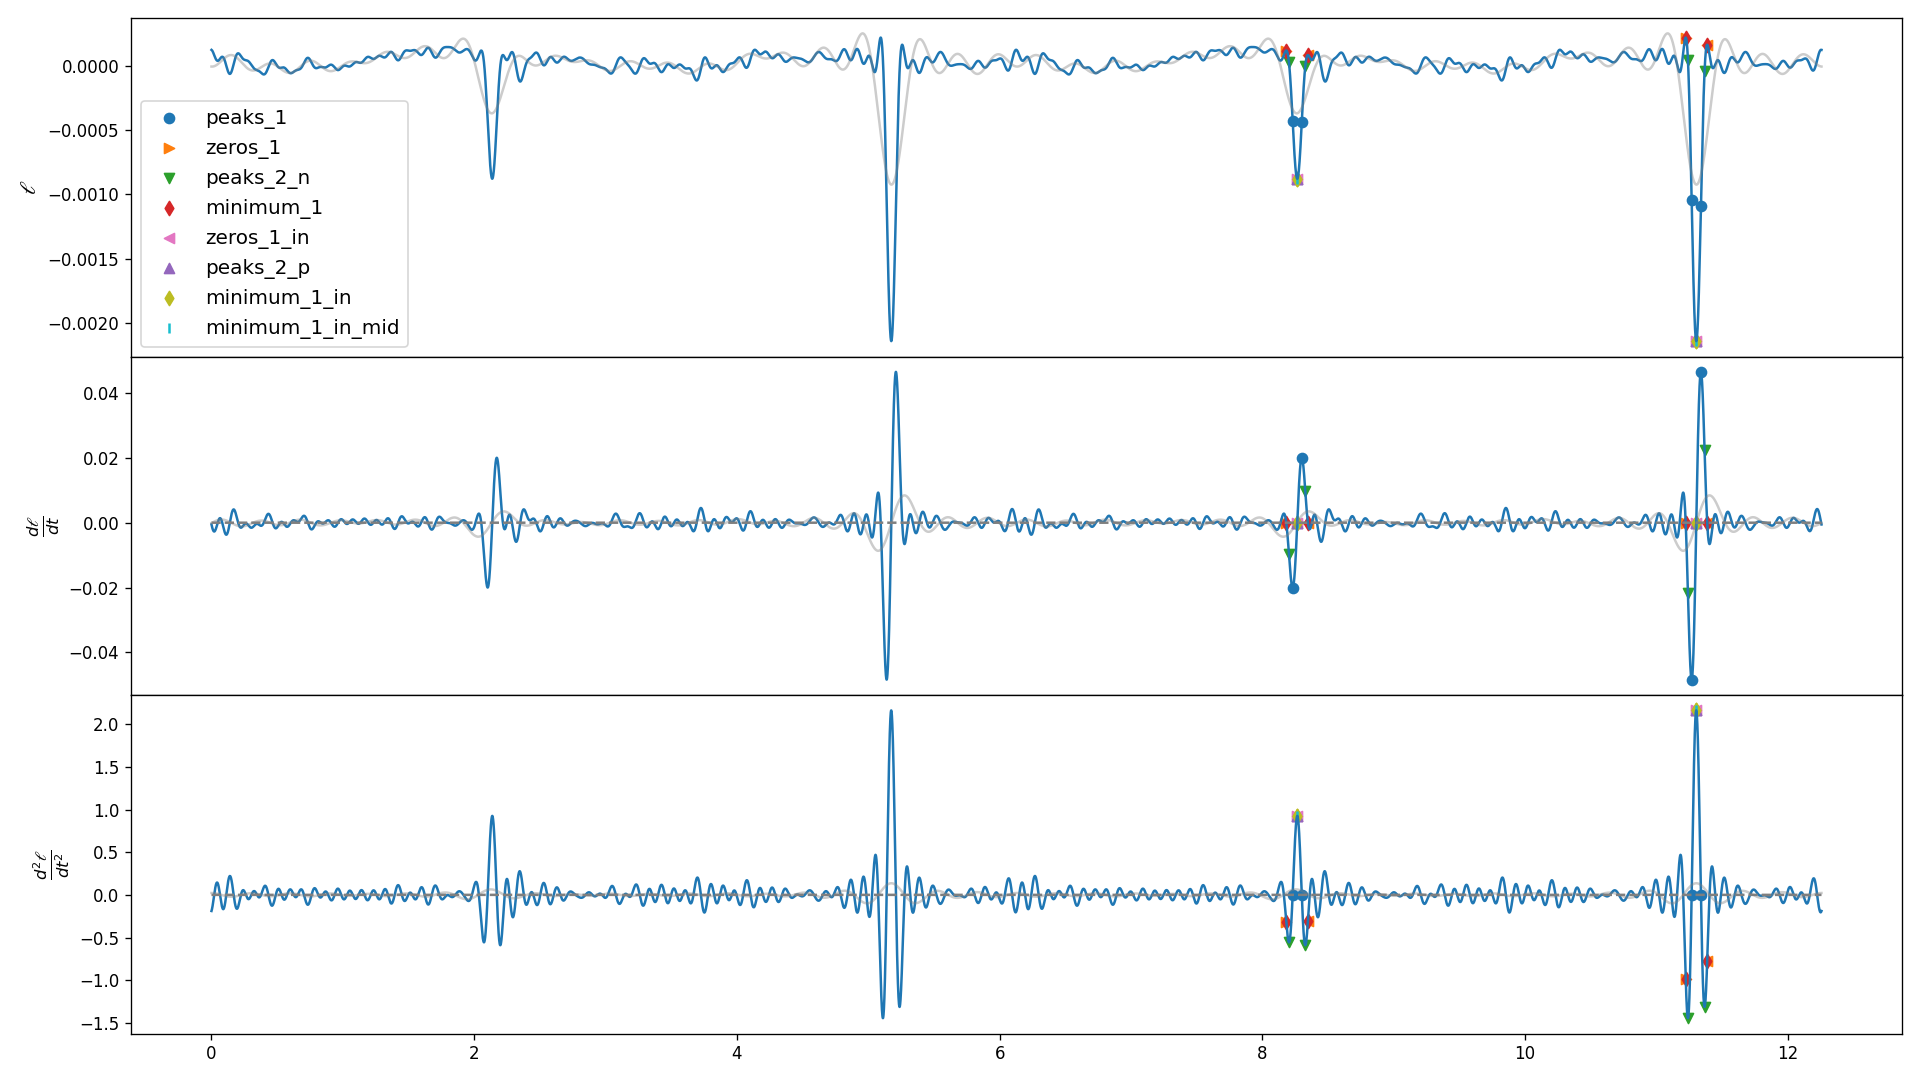 0.0000
−0.0005
−0.0010
−0.0015
−0.0020
ℓ
peaks_1
zeros_1
peaks_2_n
minimum_1
zeros_1_in
peaks_2_p
minimum_1_in
minimum_1_in_mid
0.04
0.02
0.00
−0.02
−0.04
dℓ
dt
2.0
1.5
1.0
0.5
0.0
−0.5
−1.0
−1.5
d²ℓ
dt²
0 2 4 6 8 10 12